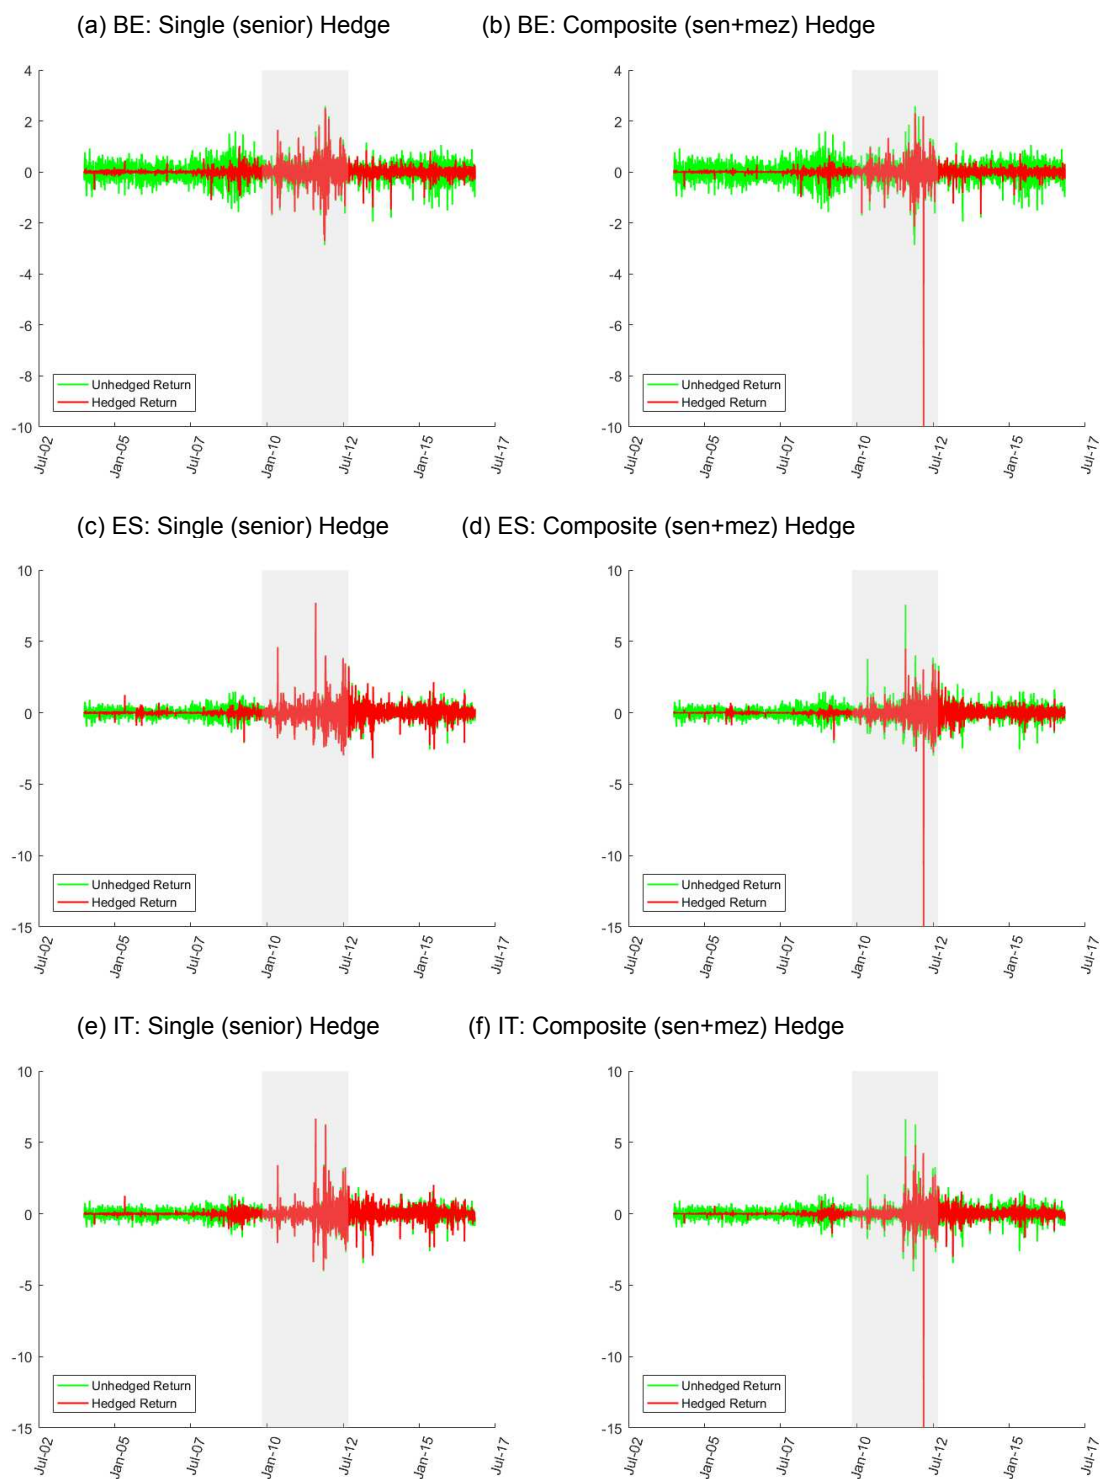 (a) BE: Single (senior) Hedge
(b) BE: Composite (sen+mez) Hedge
4
2
0
-2
-4
-6
-8
-10
Unhedged Return
Hedged Return
Jul-02
Jan-05
Jul-07
Jan-10
Jul-12
Jan-15
Jul-17
4
2
0
-2
-4
-6
-8
-10
Unhedged Return
Hedged Return
Jul-02
Jan-05
Jul-07
Jan-10
Jul-12
Jan-15
Jul-17
(c) ES: Single (senior) Hedge
(d) ES: Composite (sen+mez) Hedge
10
5
0
-5
-10
-15
Unhedged Return
Hedged Return
Jul-02
Jan-05
Jul-07
Jan-10
Jul-12
Jan-15
Jul-17
10
5
0
-5
-10
-15
Unhedged Return
Hedged Return
Jul-02
Jan-05
Jul-07
Jan-10
Jul-12
Jan-15
Jul-17
(e) IT: Single (senior) Hedge
(f) IT: Composite (sen+mez) Hedge
10
5
0
-5
-10
-15
Unhedged Return
Hedged Return
Jul-02
Jan-05
Jul-07
Jan-10
Jul-12
Jan-15
Jul-17
10
5
0
-5
-10
-15
Unhedged Return
Hedged Return
Jul-02
Jan-05
Jul-07
Jan-10
Jul-12
Jan-15
Jul-17